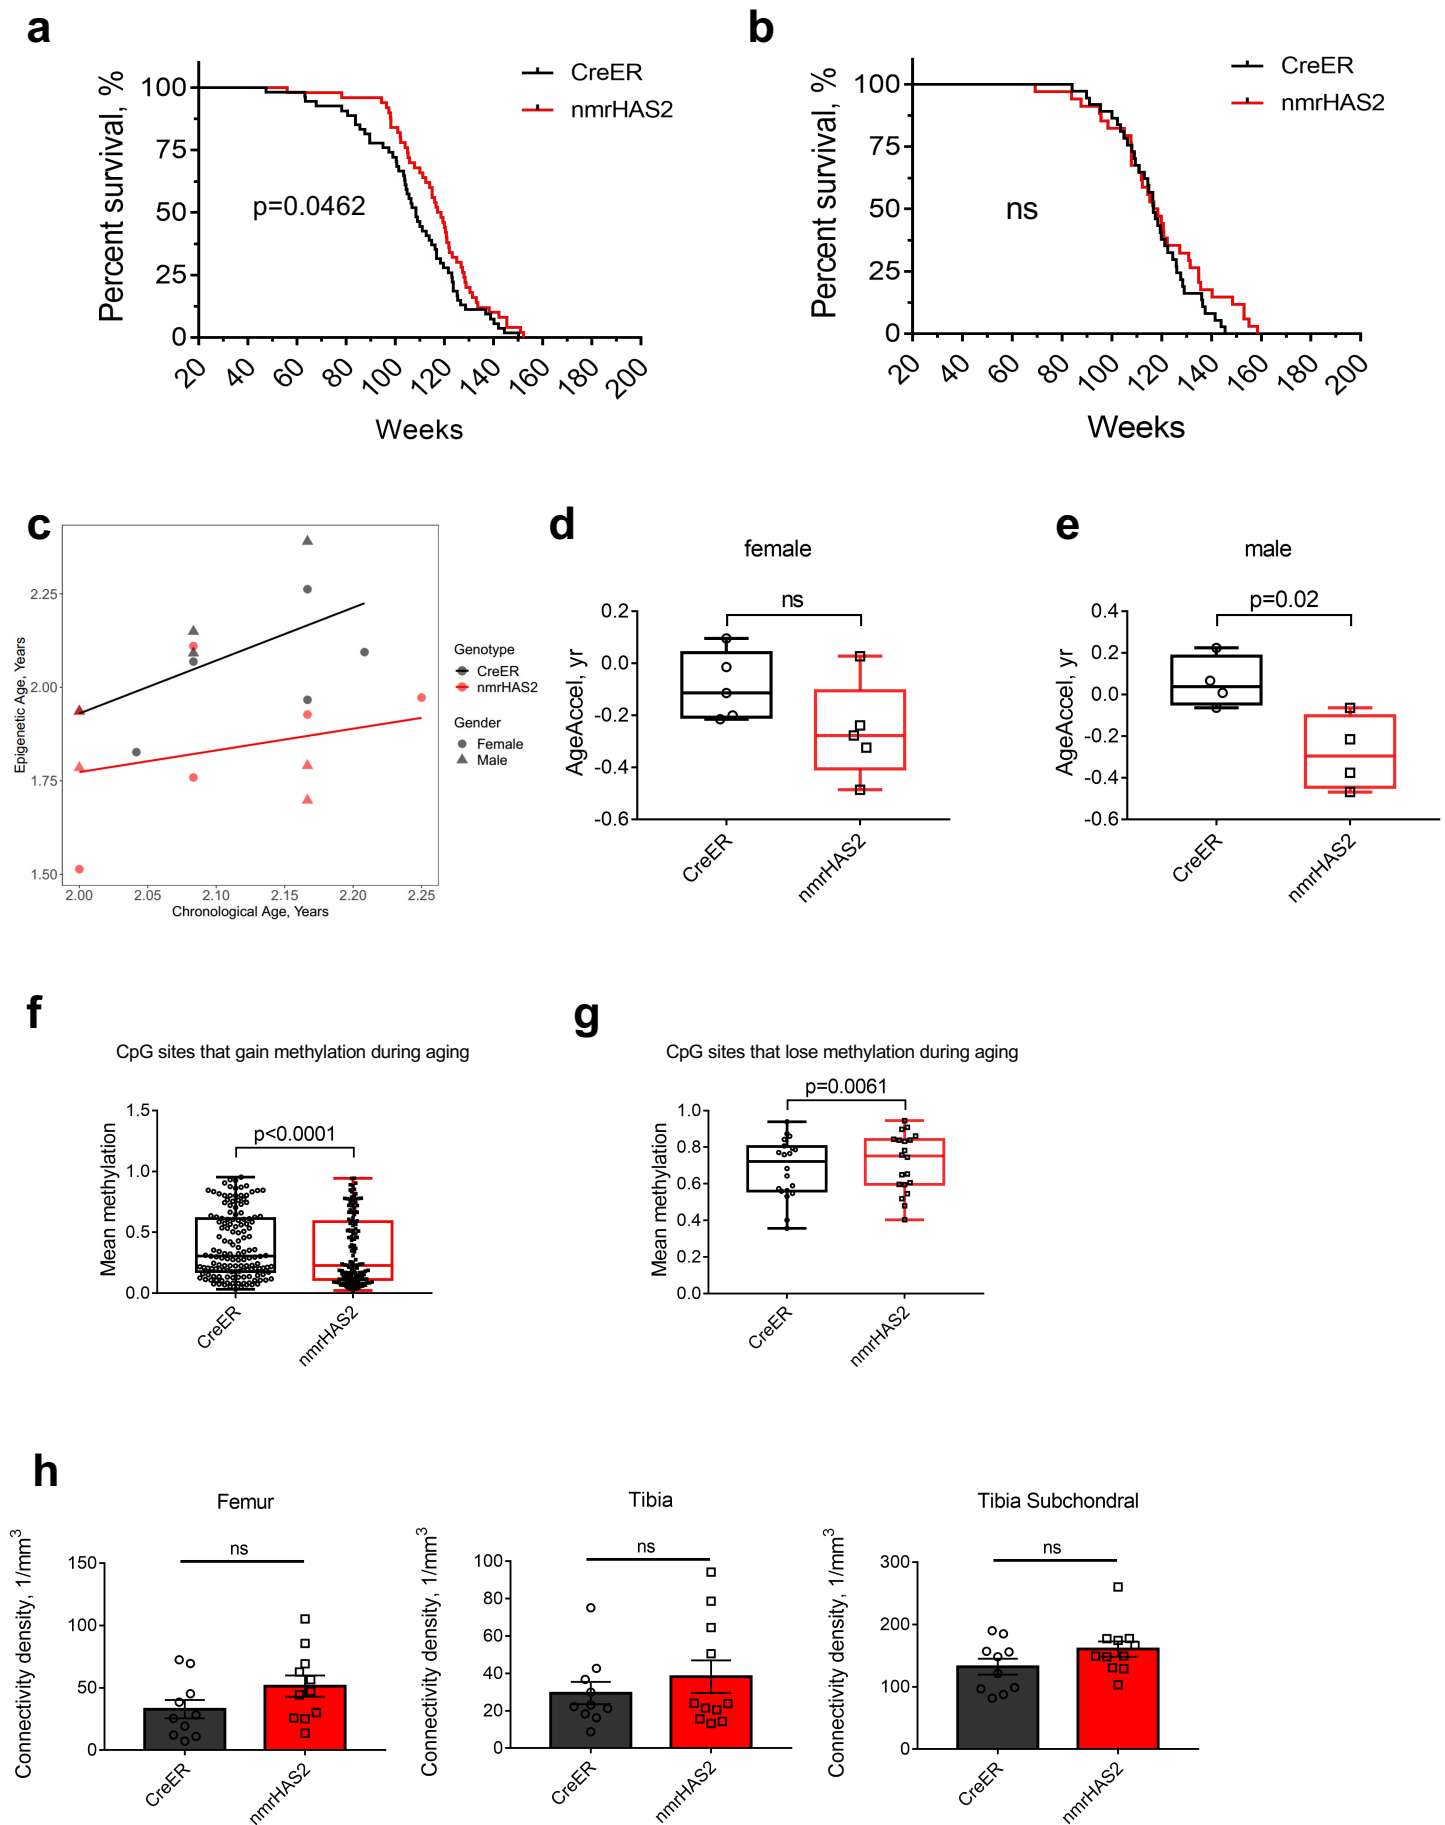 a
Percent survival, %
100
75
50
25
0
p=0.0462
CreER
nmrHAS2
20 40 60 80 100 120 140 160 180 200
Weeks
b
Percent survival, %
100
75
50
25
0
ns
CreER
nmrHAS2
20 40 60 80 100 120 140 160 180 200
Weeks
c
Epigenetic Age, Years
2.25
2.00
1.75
1.50
2.00 2.05 2.10 2.15 2.20 2.25
Chronological Age, Years
Genotype
CreER
nmrHAS2
Gender
Female
Male
d
female
ns
AgeAccel, yr
0.2
0.0
-0.2
-0.4
-0.6
CreER nmrHAS2
e
male
p=0.02
AgeAccel, yr
0.4
0.2
0.0
-0.2
-0.4
-0.6
CreER nmrHAS2
f
CpG sites that gain methylation during aging
p<0.0001
Mean methylation
1.5
1.0
0.5
0.0
CreER nmrHAS2
g
CpG sites that lose methylation during aging
p=0.0061
Mean methylation
1.0
0.8
0.6
0.4
0.2
0.0
CreER nmrHAS2
h
Femur
ns
Connectivity density, 1/mm³
150
100
50
0
CreER nmrHAS2
Tibia
ns
Connectivity density, 1/mm³
100
80
60
40
20
0
CreER nmrHAS2
Tibia Subchondral
ns
Connectivity density, 1/mm³
300
200
100
0
CreER nmrHAS2